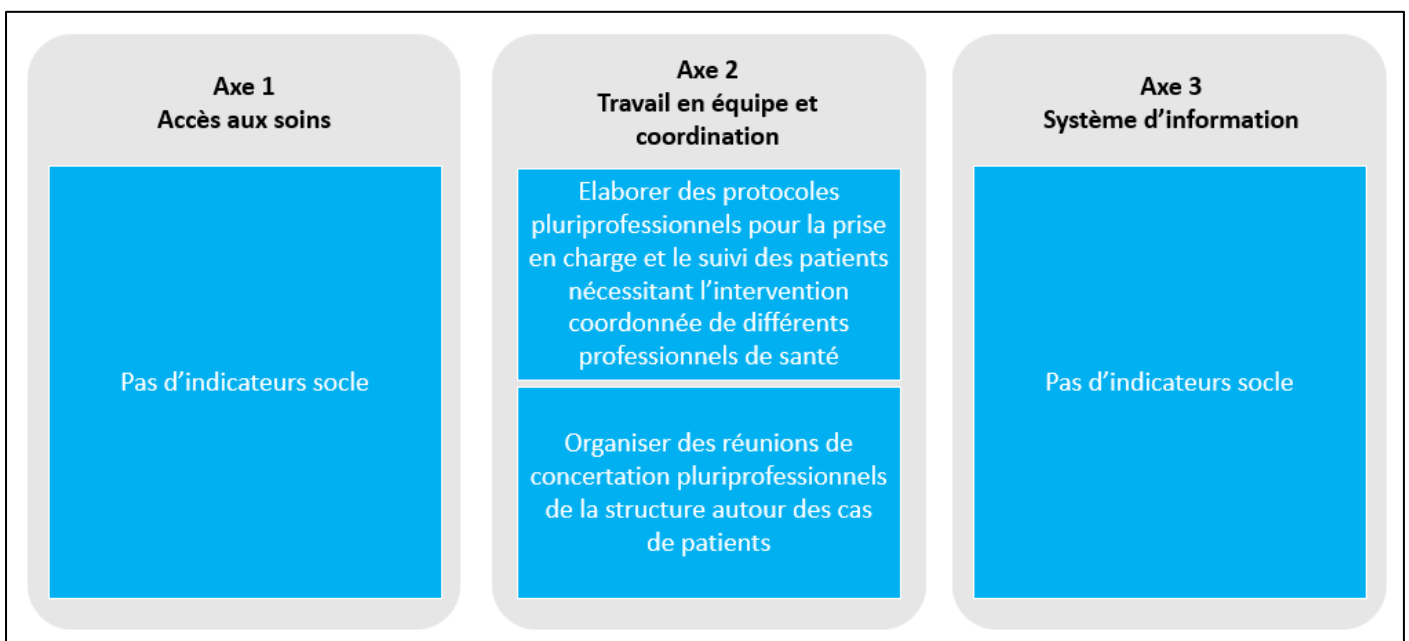 Axe 1
Accès aux soins
Pas d'indicateurs socle
Axe 2
Travail en équipe et
coordination
Elaborer des protocoles
pluriprofessionnels pour la prise
en charge et le suivi des patients
nécessitant l'intervention
coordonnée de différents
professionnels de santé
Organiser des réunions de
concertation pluriprofessionnels
de la structure autour des cas
de patients
Axe 3
Système d'information
Pas d'indicateurs socle